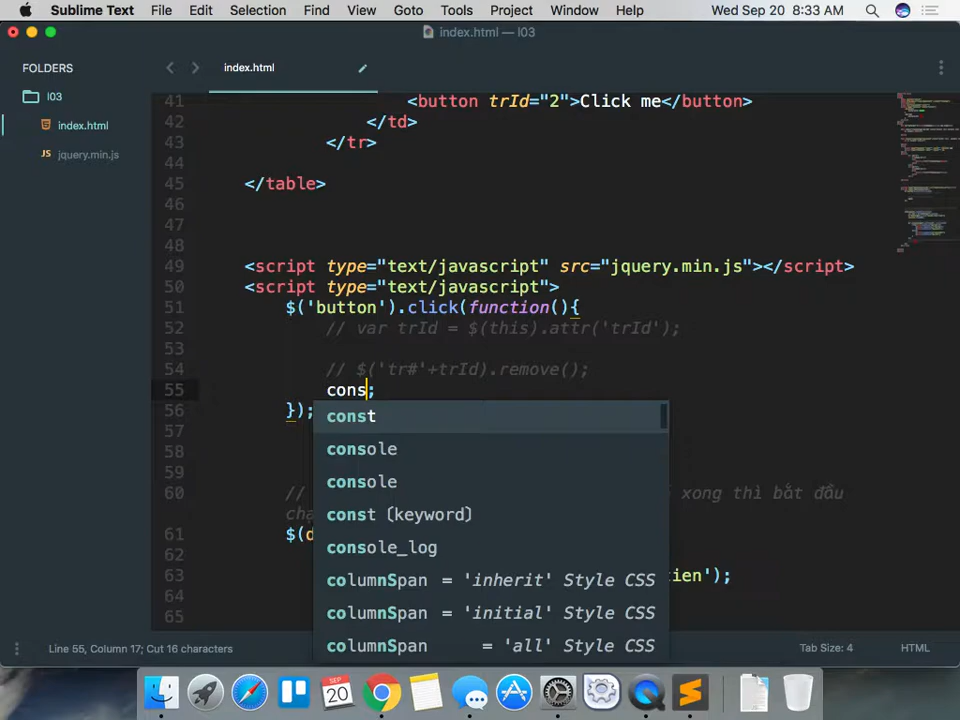 Sublime Text File Edit Selection Find View Goto Tools Project Window Help Wed Sep 20 8:33 AM
index.html — l03
FOLDERS
l03
index.html
JS jquery.min.js
index.html
41 <button trId="2">Click me</button>
42 </td>
43 </tr>
44
45 </table>
46
47
48
49 <script type="text/javascript" src="jquery.min.js"></script>
50 <script type="text/javascript">
51 $('button').click(function(){
52 // var trId = $(this).attr('trId');
53
54 // $('tr#'+trId).remove();
55 cons;
56 });
57
58
59
60 // xong thì bắt đầu
61 $(d
62
63 ien');
64
65
const
console
console
const (keyword)
console_log
columnSpan = 'inherit' Style CSS
columnSpan = 'initial' Style CSS
columnSpan = 'all' Style CSS
Line 55, Column 17; Cut 16 characters Tab Size: 4 HTML
SEP
20